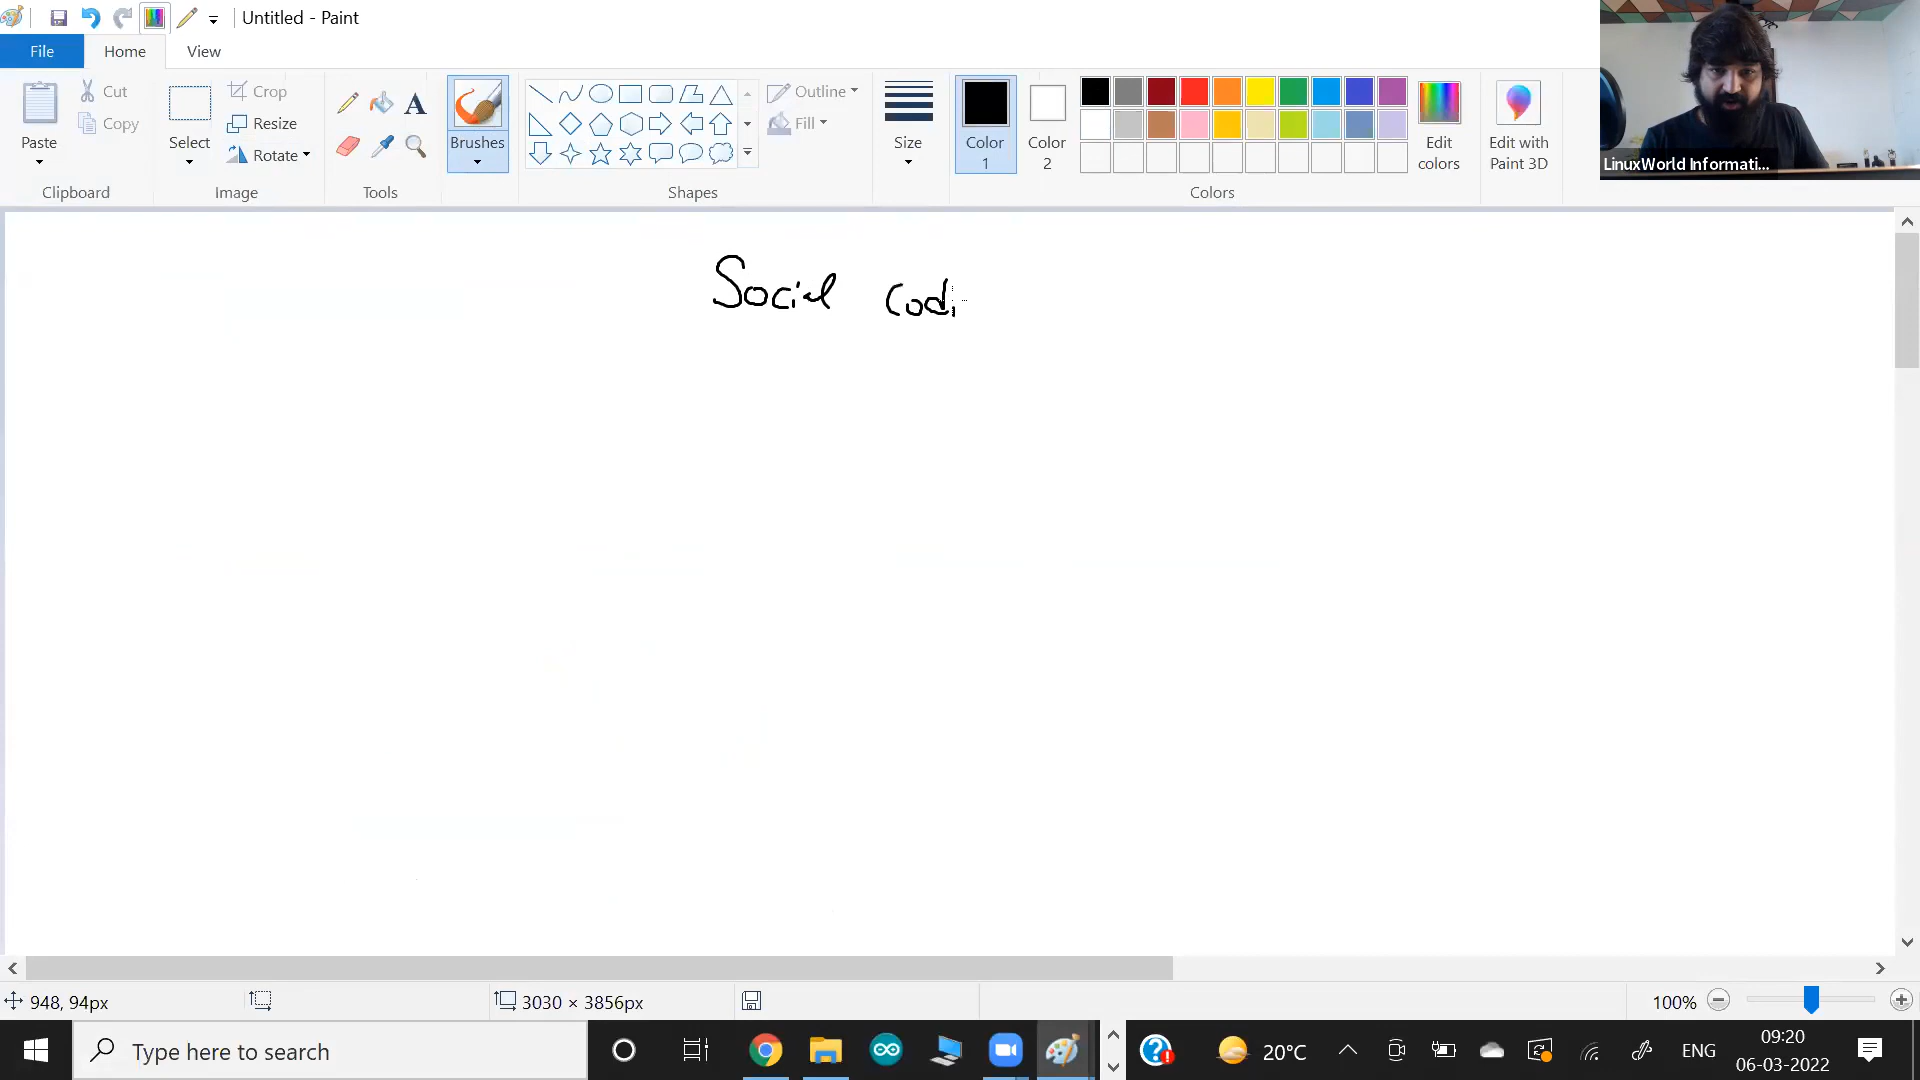 Untitled - Paint
File Home View
Paste
Cut
Copy
Clipboard
Select
Crop
Resize
Rotate
Image
Tools
Brushes
Shapes
Outline
Fill
Size
Color 1
Color 2
Colors
Edit colors
Edit with Paint 3D
LinuxWorld Informati...
Social codi
948, 94px
3030 × 3856px
100%
Type here to search
20°C
ENG
09:20
06-03-2022